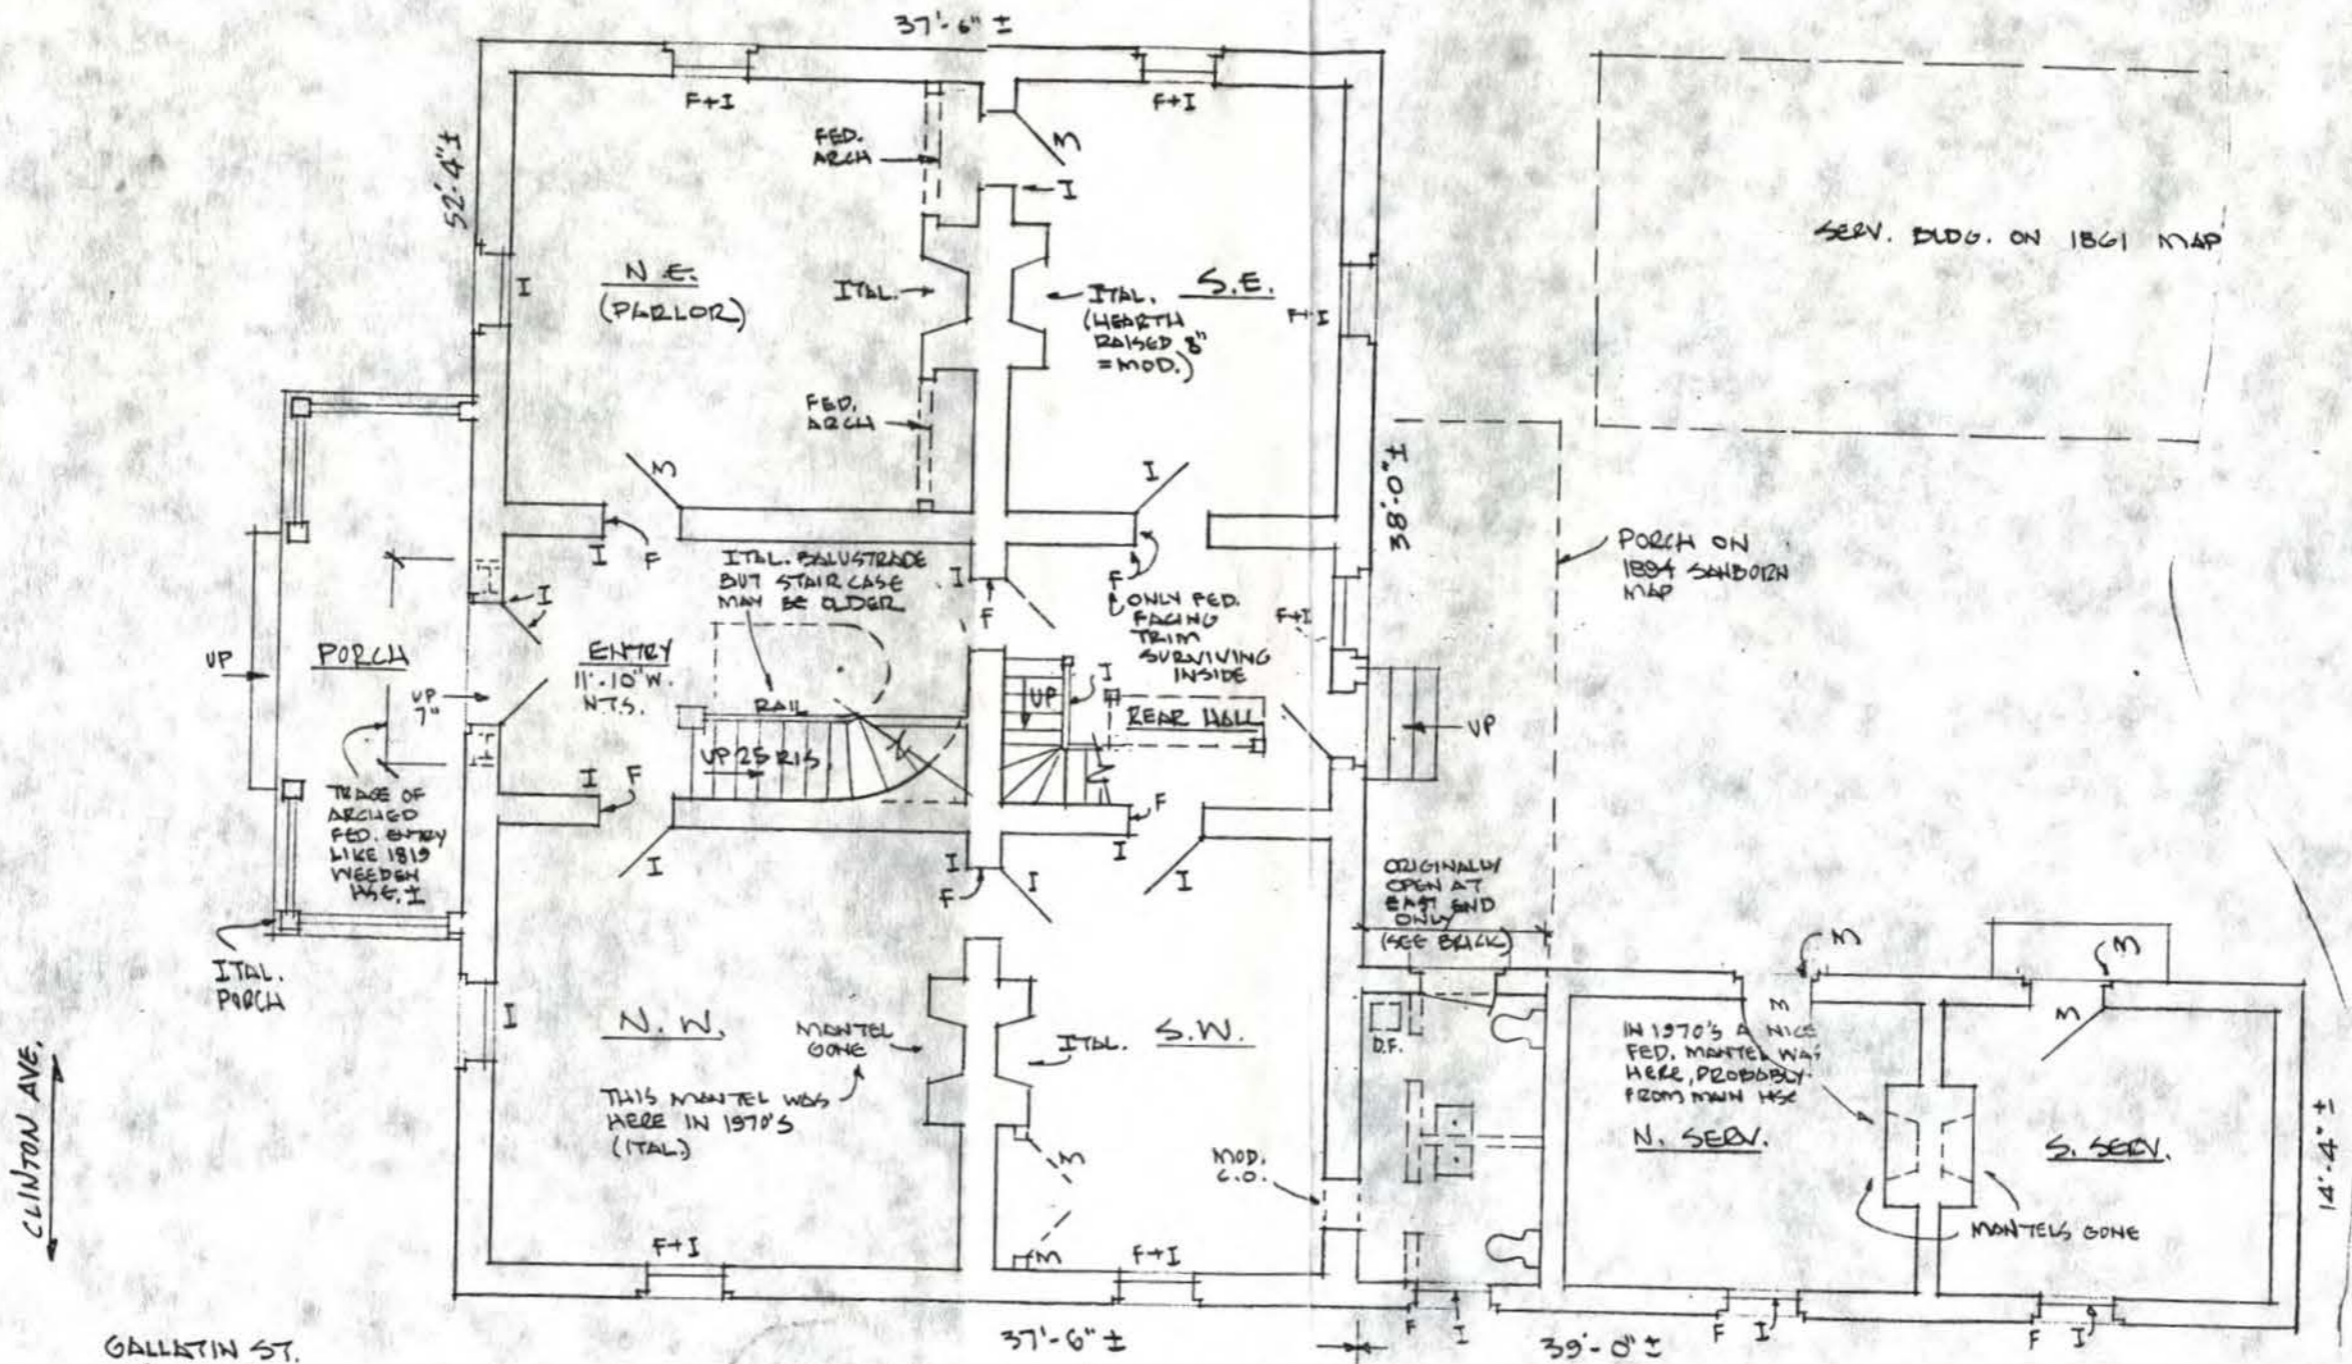 37'-6" ±
52'-4" ±
F+I
F+I
FED.
ARCH
M
I
SERV. BLDG. ON 1861 MAP
N.E.
(PARLOR)
I
ITAL.
ITAL.
(HEARTH
RAISED 8"
=MOD.)
S.E.
F+I
FED.
ARCH
M
I
38'-0" ±
PORCH ON
1894 SANBORN
MAP
I
F
ITAL. BALUSTRADE
BUT STAIRCASE
MAY BE OLDER
I
F
F
ONLY FED.
FACING
TRIM
SURVIVING
INSIDE
F+I
I
UP
PORCH
UP
7"
ENTRY
11'-10" W.
N.T.S.
RAIL
UP 25 RIS.
UP
I
REAR HALL
UP
TRACE OF
ARCHED
FED. ENTRY
LIKE 1819
WEEDEN
HSE. ±
I
F
F
I
I
I
F
I
I
ORIGINALLY
OPEN AT
EAST END
ONLY
(SEE BRICK)
ITAL.
PORCH
I
N.W.
MANTEL
GONE
THIS MANTEL WAS
HERE IN 1970'S
(ITAL.)
ITAL.
S.W.
D.F.
M
M
M
M
IN 1970'S A NICE
FED. MANTEL WAS
HERE, PROBABLY
FROM MAIN HSE
N. SERV.
S. SERV.
MANTELS GONE
14'-4" ±
M
M
MOD.
C.O.
CLINTON AVE.
F+I
F+I
F
I
F
I
F
I
GALLATIN ST.
37'-6" ±
39'-0" ±